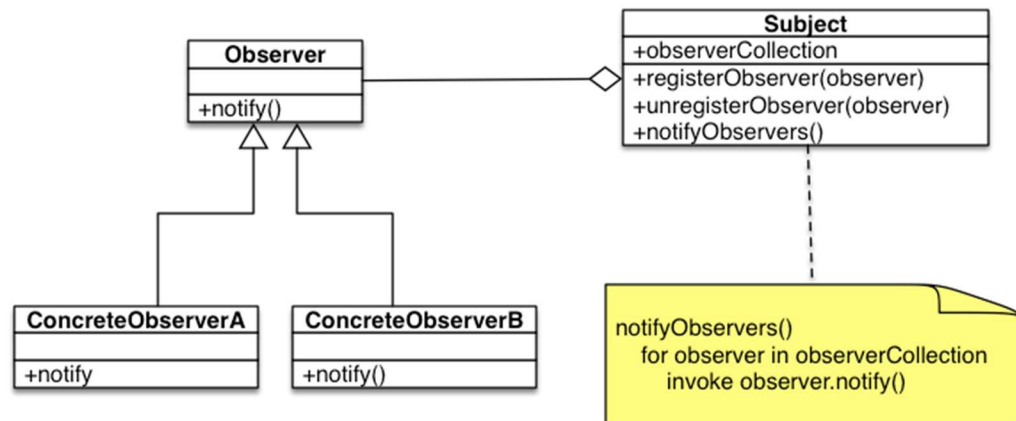 Observer
+notify()
Subject
+observerCollection
+registerObserver(observer)
+unregisterObserver(observer)
+notifyObservers()
ConcreteObserverA
+notify
ConcreteObserverB
+notify()
notifyObservers()
for observer in observerCollection
invoke observer.notify()